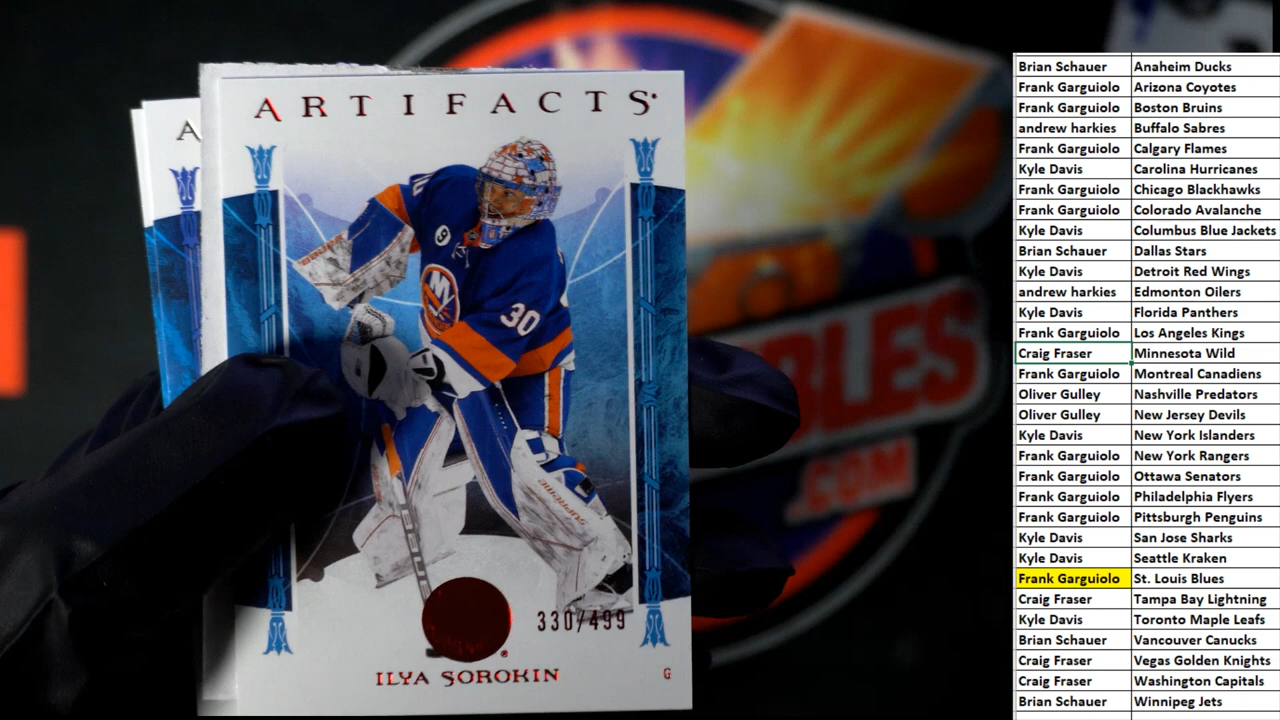 ARTIFACTS
A
9
30
330/499
ILYA SOROKIN
G
BLES
.COM
Brian Schauer Anaheim Ducks
Frank Garguiolo Arizona Coyotes
Frank Garguiolo Boston Bruins
andrew harkies Buffalo Sabres
Frank Garguiolo Calgary Flames
Kyle Davis Carolina Hurricanes
Frank Garguiolo Chicago Blackhawks
Frank Garguiolo Colorado Avalanche
Kyle Davis Columbus Blue Jackets
Brian Schauer Dallas Stars
Kyle Davis Detroit Red Wings
andrew harkies Edmonton Oilers
Kyle Davis Florida Panthers
Frank Garguiolo Los Angeles Kings
Craig Fraser Minnesota Wild
Frank Garguiolo Montreal Canadiens
Oliver Gulley Nashville Predators
Oliver Gulley New Jersey Devils
Kyle Davis New York Islanders
Frank Garguiolo New York Rangers
Frank Garguiolo Ottawa Senators
Frank Garguiolo Philadelphia Flyers
Frank Garguiolo Pittsburgh Penguins
Kyle Davis San Jose Sharks
Kyle Davis Seattle Kraken
Frank Garguiolo St. Louis Blues
Craig Fraser Tampa Bay Lightning
Kyle Davis Toronto Maple Leafs
Brian Schauer Vancouver Canucks
Craig Fraser Vegas Golden Knights
Craig Fraser Washington Capitals
Brian Schauer Winnipeg Jets